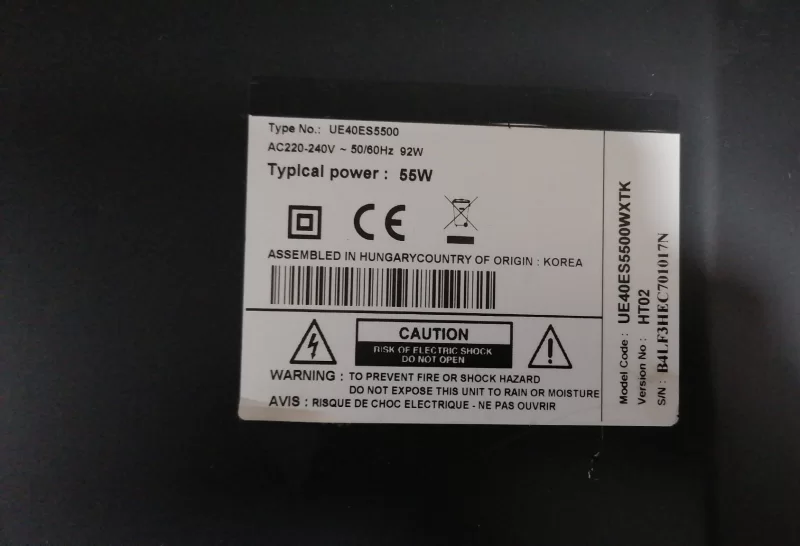 Type No.: UE40ES5500
AC220-240V ~ 50/60Hz 92W
Typical power : 55W
CE
ASSEMBLED IN HUNGARYCOUNTRY OF ORIGIN : KOREA
CAUTION
RISK OF ELECTRIC SHOCK
DO NOT OPEN
WARNING : TO PREVENT FIRE OR SHOCK HAZARD
DO NOT EXPOSE THIS UNIT TO RAIN OR MOISTURE
AVIS : RISQUE DE CHOC ELECTRIQUE - NE PAS OUVRIR
Model Code : UE40ES5500WXTK
Version No : HT02
S/N : B4LF3HEC701017N